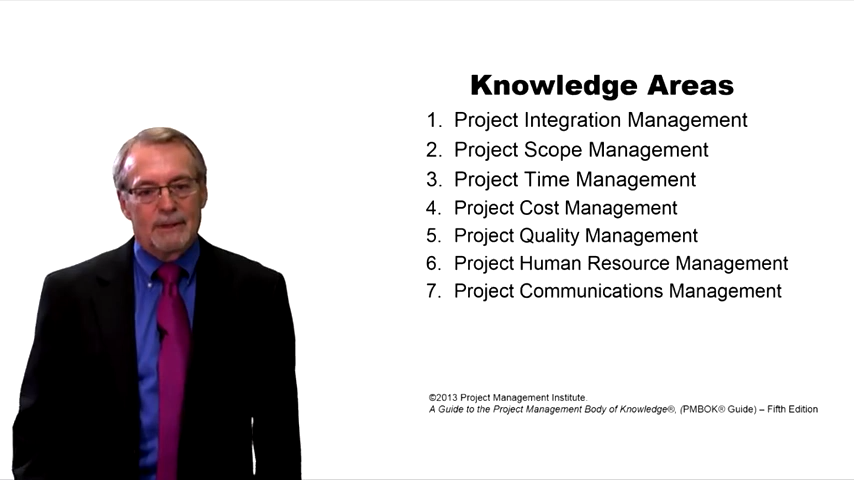 Knowledge Areas
1. Project Integration Management
2. Project Scope Management
3. Project Time Management
4. Project Cost Management
5. Project Quality Management
6. Project Human Resource Management
7. Project Communications Management
©2013 Project Management Institute.
A Guide to the Project Management Body of Knowledge®, (PMBOK® Guide) – Fifth Edition